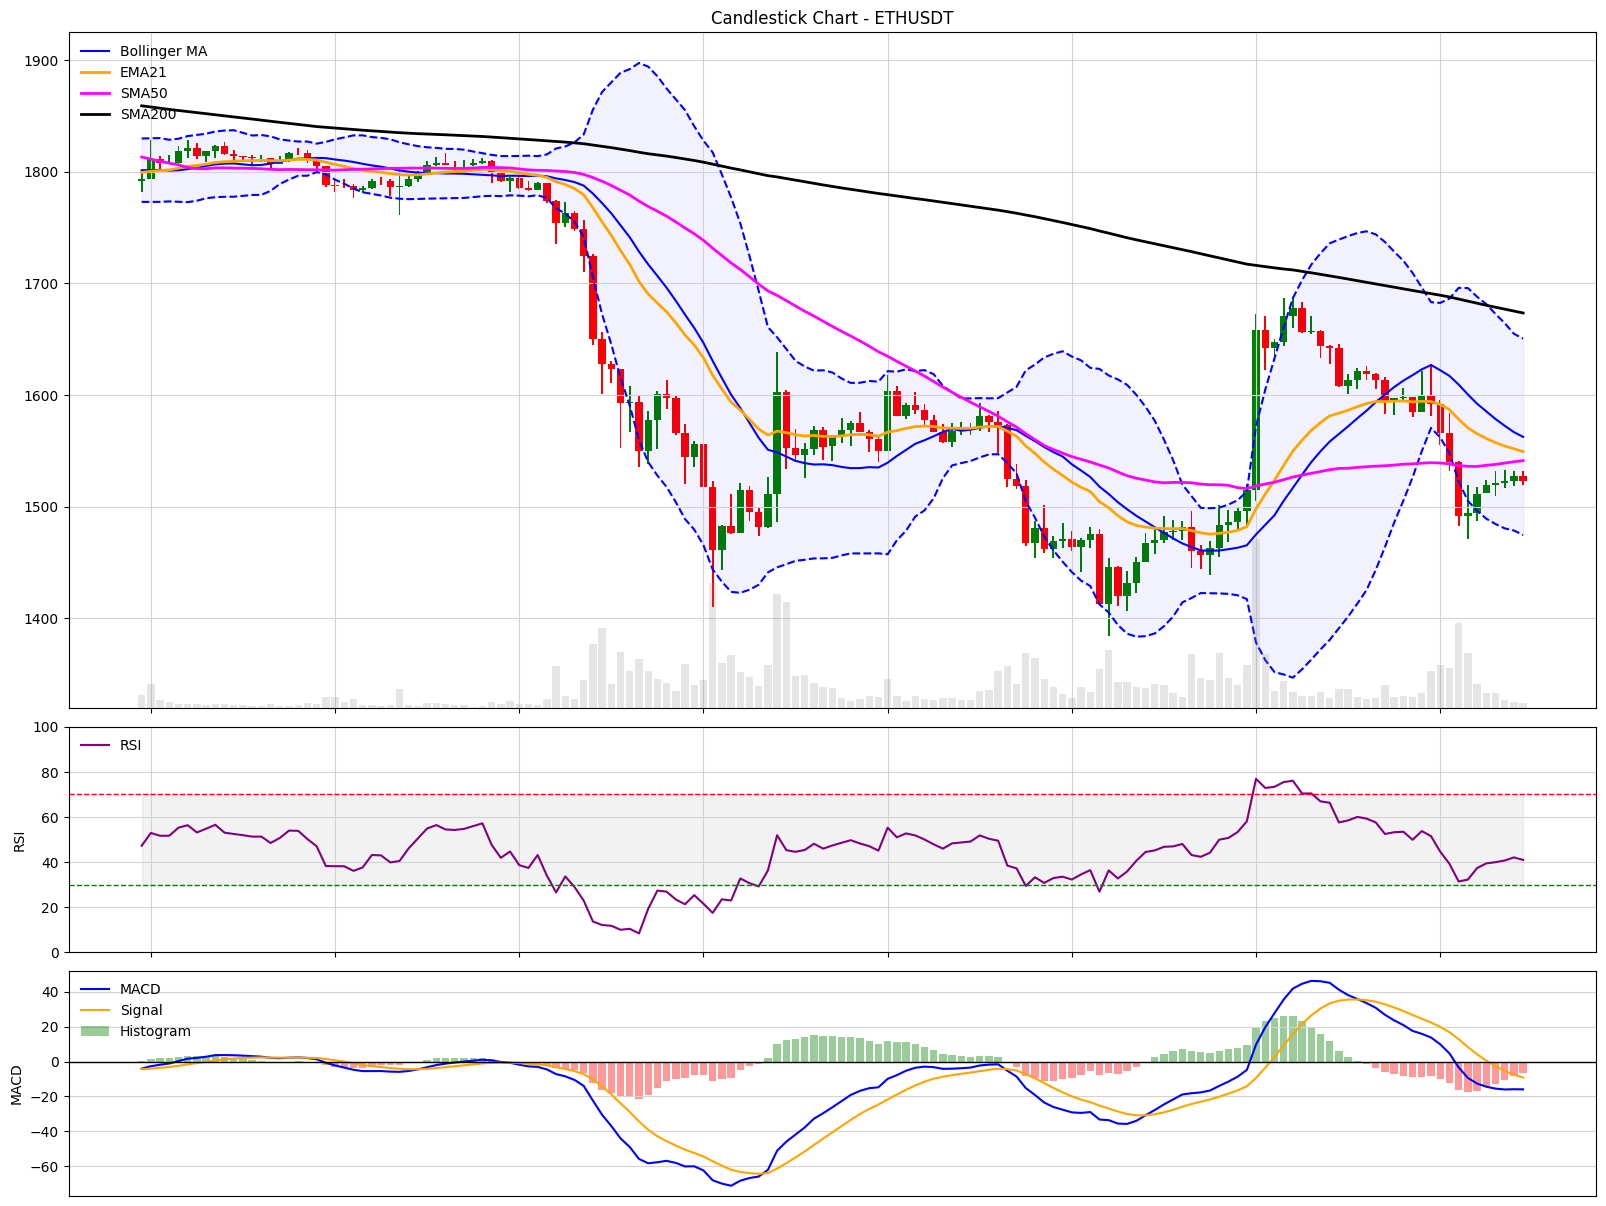 Candlestick Chart - ETHUSDT
Bollinger MA
EMA21
SMA50
SMA200
1900
1800
1700
1600
1500
1400
RSI
100
80
60
40
20
0
RSI
MACD
Signal
Histogram
40
20
0
−20
−40
−60
MACD